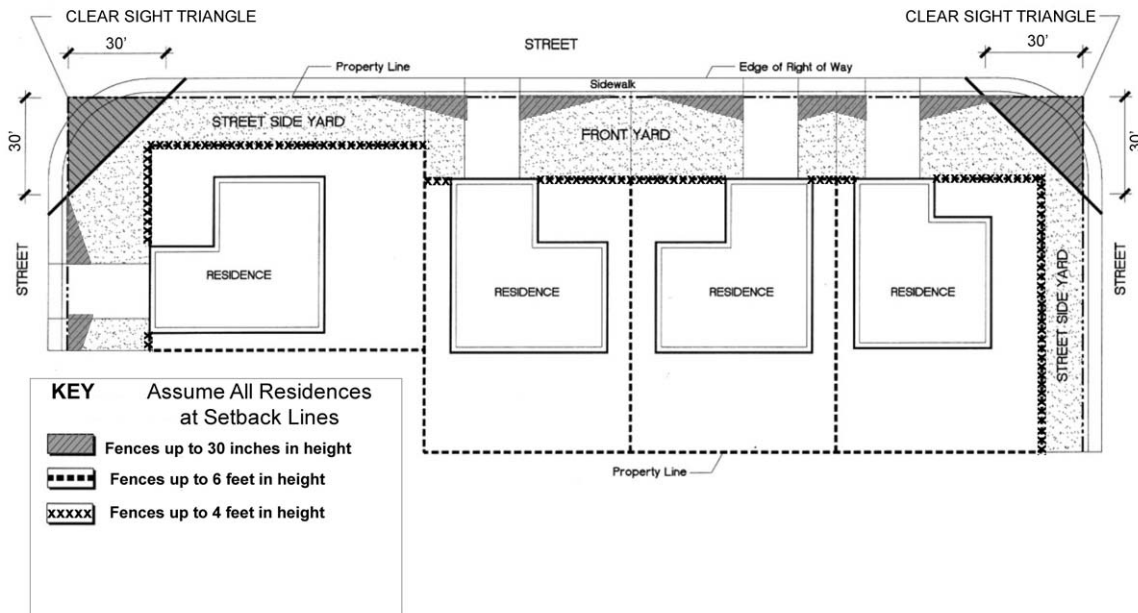 CLEAR SIGHT TRIANGLE
CLEAR SIGHT TRIANGLE
30’
STREET
30’
Property Line
Edge of Right of Way
Sidewalk
STREET SIDE YARD
FRONT YARD
30’
30’
STREET
RESIDENCE
RESIDENCE
RESIDENCE
RESIDENCE
STREET SIDE YARD
STREET
Property Line
KEY Assume All Residences
at Setback Lines
Fences up to 30 inches in height
Fences up to 6 feet in height
xxxxx Fences up to 4 feet in height